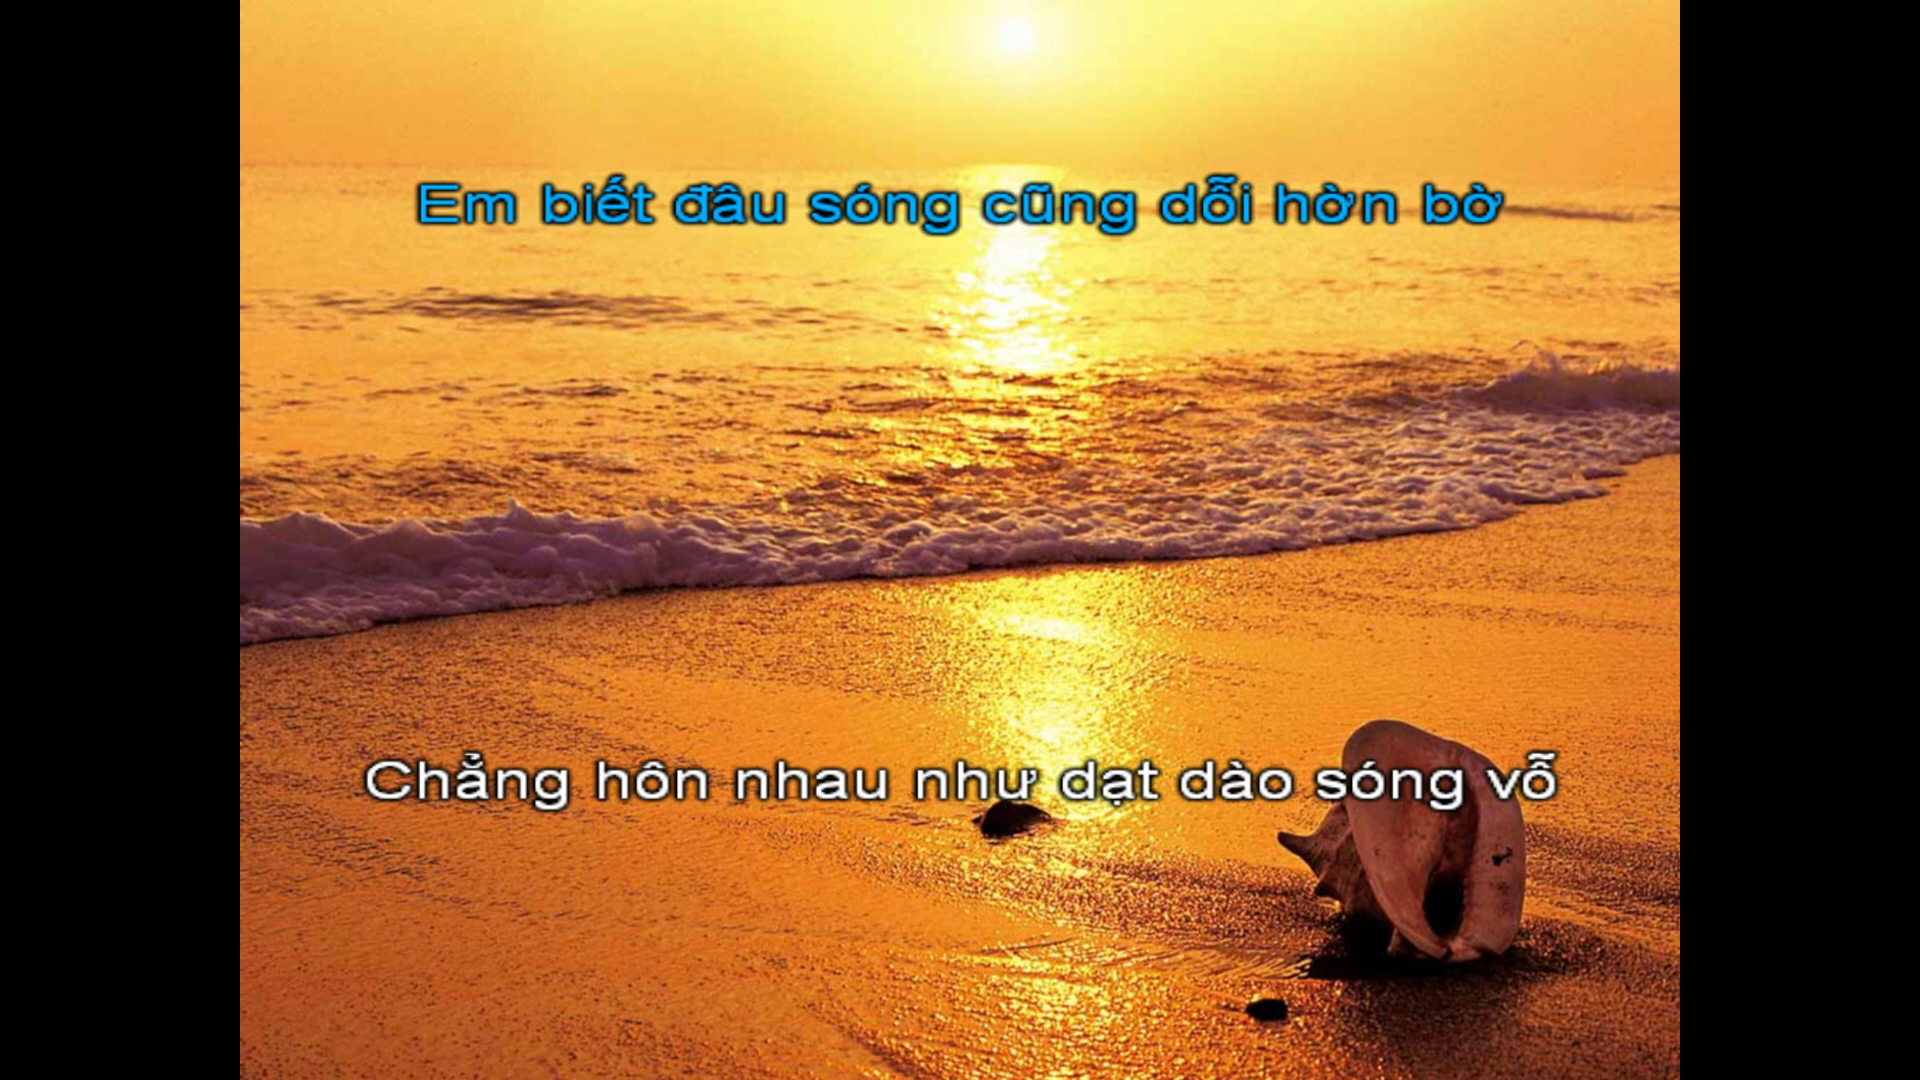 Em biết đâu sóng cũng dỗi hờn bờ
Chẳng hôn nhau như dạt dào sóng vỗ